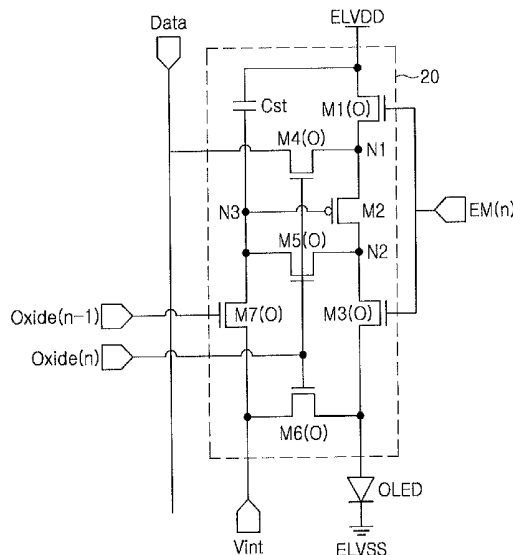 ELVDD
Data
20
Cst
M1(O)
M4(O)
N1
N3
M2
EM(n)
M5(O)
N2
Oxide(n-1)
M7(O)
M3(O)
Oxide(n)
M6(O)
OLED
Vint
ELVSS